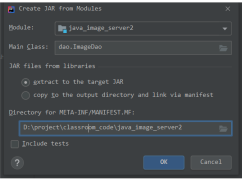 Create JAR from Modules
Module: java_image_server2
Main Class: dao.ImageDao
JAR files from libraries
extract to the target JAR
copy to the output directory and link via manifest
Directory for META-INF/MANIFEST.MF:
D:\project\classroom_code\java_image_server2
Include tests
? OK Cancel